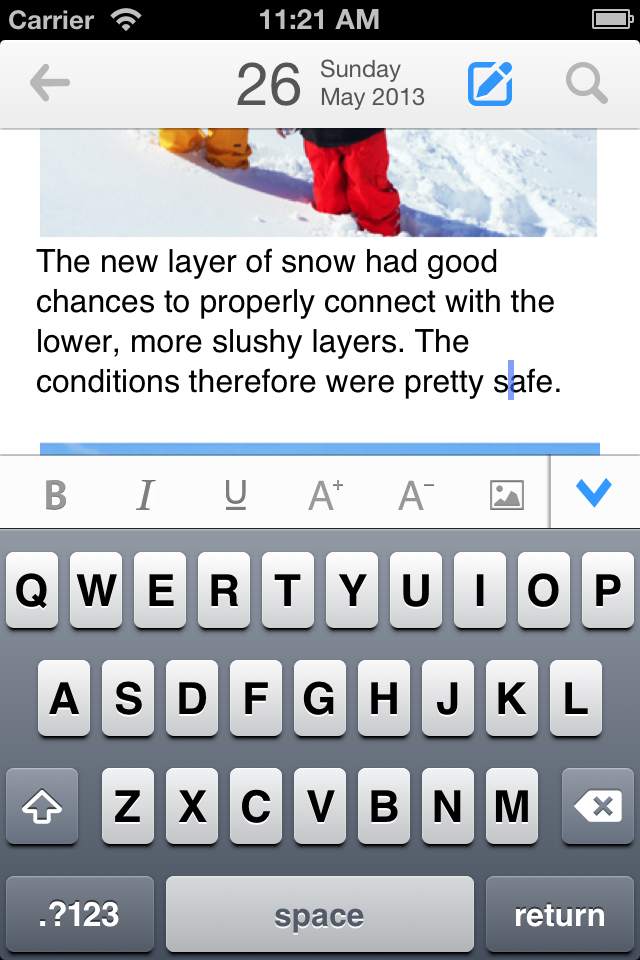 Carrier 11:21 AM
26 Sunday
May 2013
The new layer of snow had good
chances to properly connect with the
lower, more slushy layers. The
conditions therefore were pretty safe.
B I U A+ A−
Q W E R T Y U I O P
A S D F G H J K L
Z X C V B N M
.?123 space return